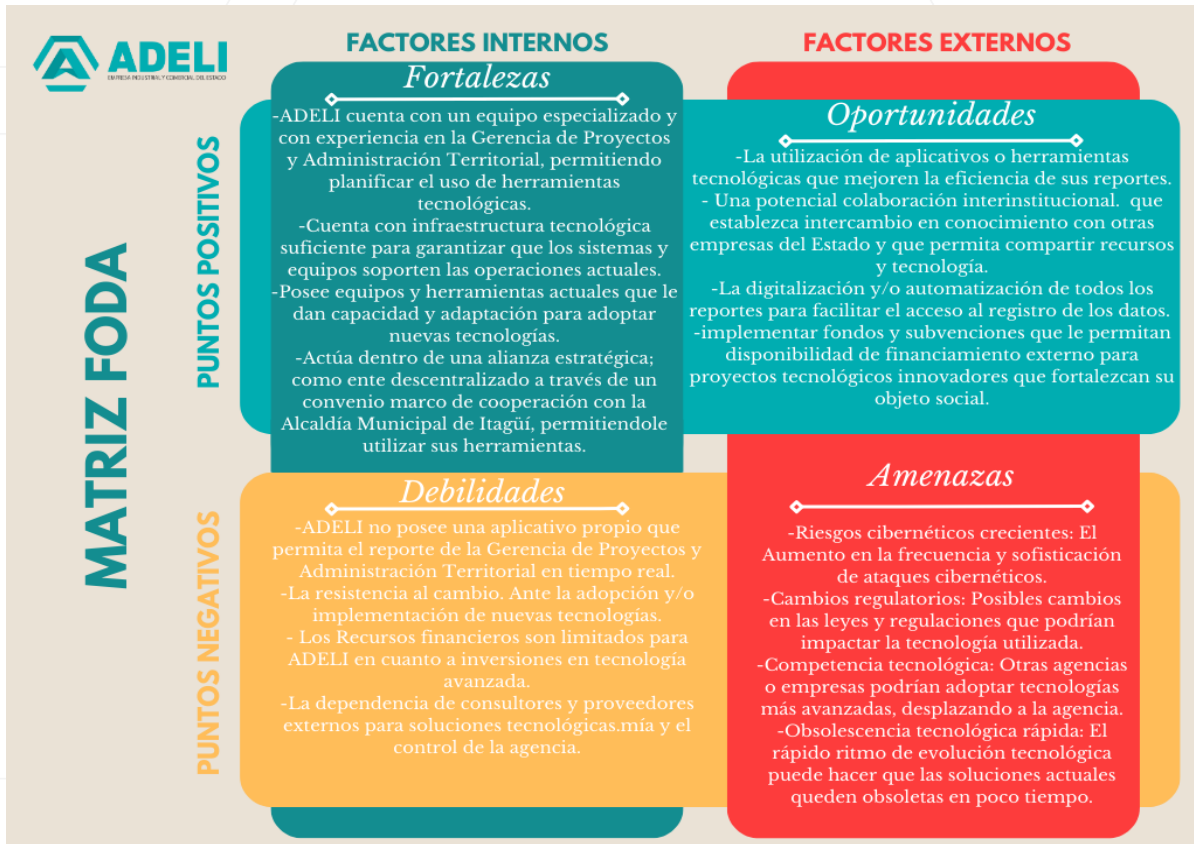 ADELI
EMPRESA INDUSTRIAL Y COMERCIAL DEL ESTADO
FACTORES INTERNOS
FACTORES EXTERNOS
MATRIZ FODA
PUNTOS POSITIVOS
Fortalezas
-ADELI cuenta con un equipo especializado y
con experiencia en la Gerencia de Proyectos
y Administración Territorial, permitiendo
planificar el uso de herramientas
tecnológicas.
-Cuenta con infraestructura tecnológica
suficiente para garantizar que los sistemas y
equipos soporten las operaciones actuales.
-Posee equipos y herramientas actuales que le
dan capacidad y adaptación para adoptar
nuevas tecnologías.
-Actúa dentro de una alianza estratégica;
como ente descentralizado a través de un
convenio marco de cooperación con la
Alcaldía Municipal de Itagüí, permitiendole
utilizar sus herramientas.
Oportunidades
-La utilización de aplicativos o herramientas
tecnológicas que mejoren la eficiencia de sus reportes.
- Una potencial colaboración interinstitucional. que
establezca intercambio en conocimiento con otras
empresas del Estado y que permita compartir recursos
y tecnología.
-La digitalización y/o automatización de todos los
reportes para facilitar el acceso al registro de los datos.
-implementar fondos y subvenciones que le permitan
disponibilidad de financiamiento externo para
proyectos tecnológicos innovadores que fortalezcan su
objeto social.
PUNTOS NEGATIVOS
Debilidades
-ADELI no posee una aplicativo propio que
permita el reporte de la Gerencia de Proyectos y
Administración Territorial en tiempo real.
-La resistencia al cambio. Ante la adopción y/o
implementación de nuevas tecnologías.
- Los Recursos financieros son limitados para
ADELI en cuanto a inversiones en tecnología
avanzada.
-La dependencia de consultores y proveedores
externos para soluciones tecnológicas.mía y el
control de la agencia.
Amenazas
-Riesgos cibernéticos crecientes: El
Aumento en la frecuencia y sofisticación
de ataques cibernéticos.
-Cambios regulatorios: Posibles cambios
en las leyes y regulaciones que podrían
impactar la tecnología utilizada.
-Competencia tecnológica: Otras agencias
o empresas podrían adoptar tecnologías
más avanzadas, desplazando a la agencia.
-Obsolescencia tecnológica rápida: El
rápido ritmo de evolución tecnológica
puede hacer que las soluciones actuales
queden obsoletas en poco tiempo.